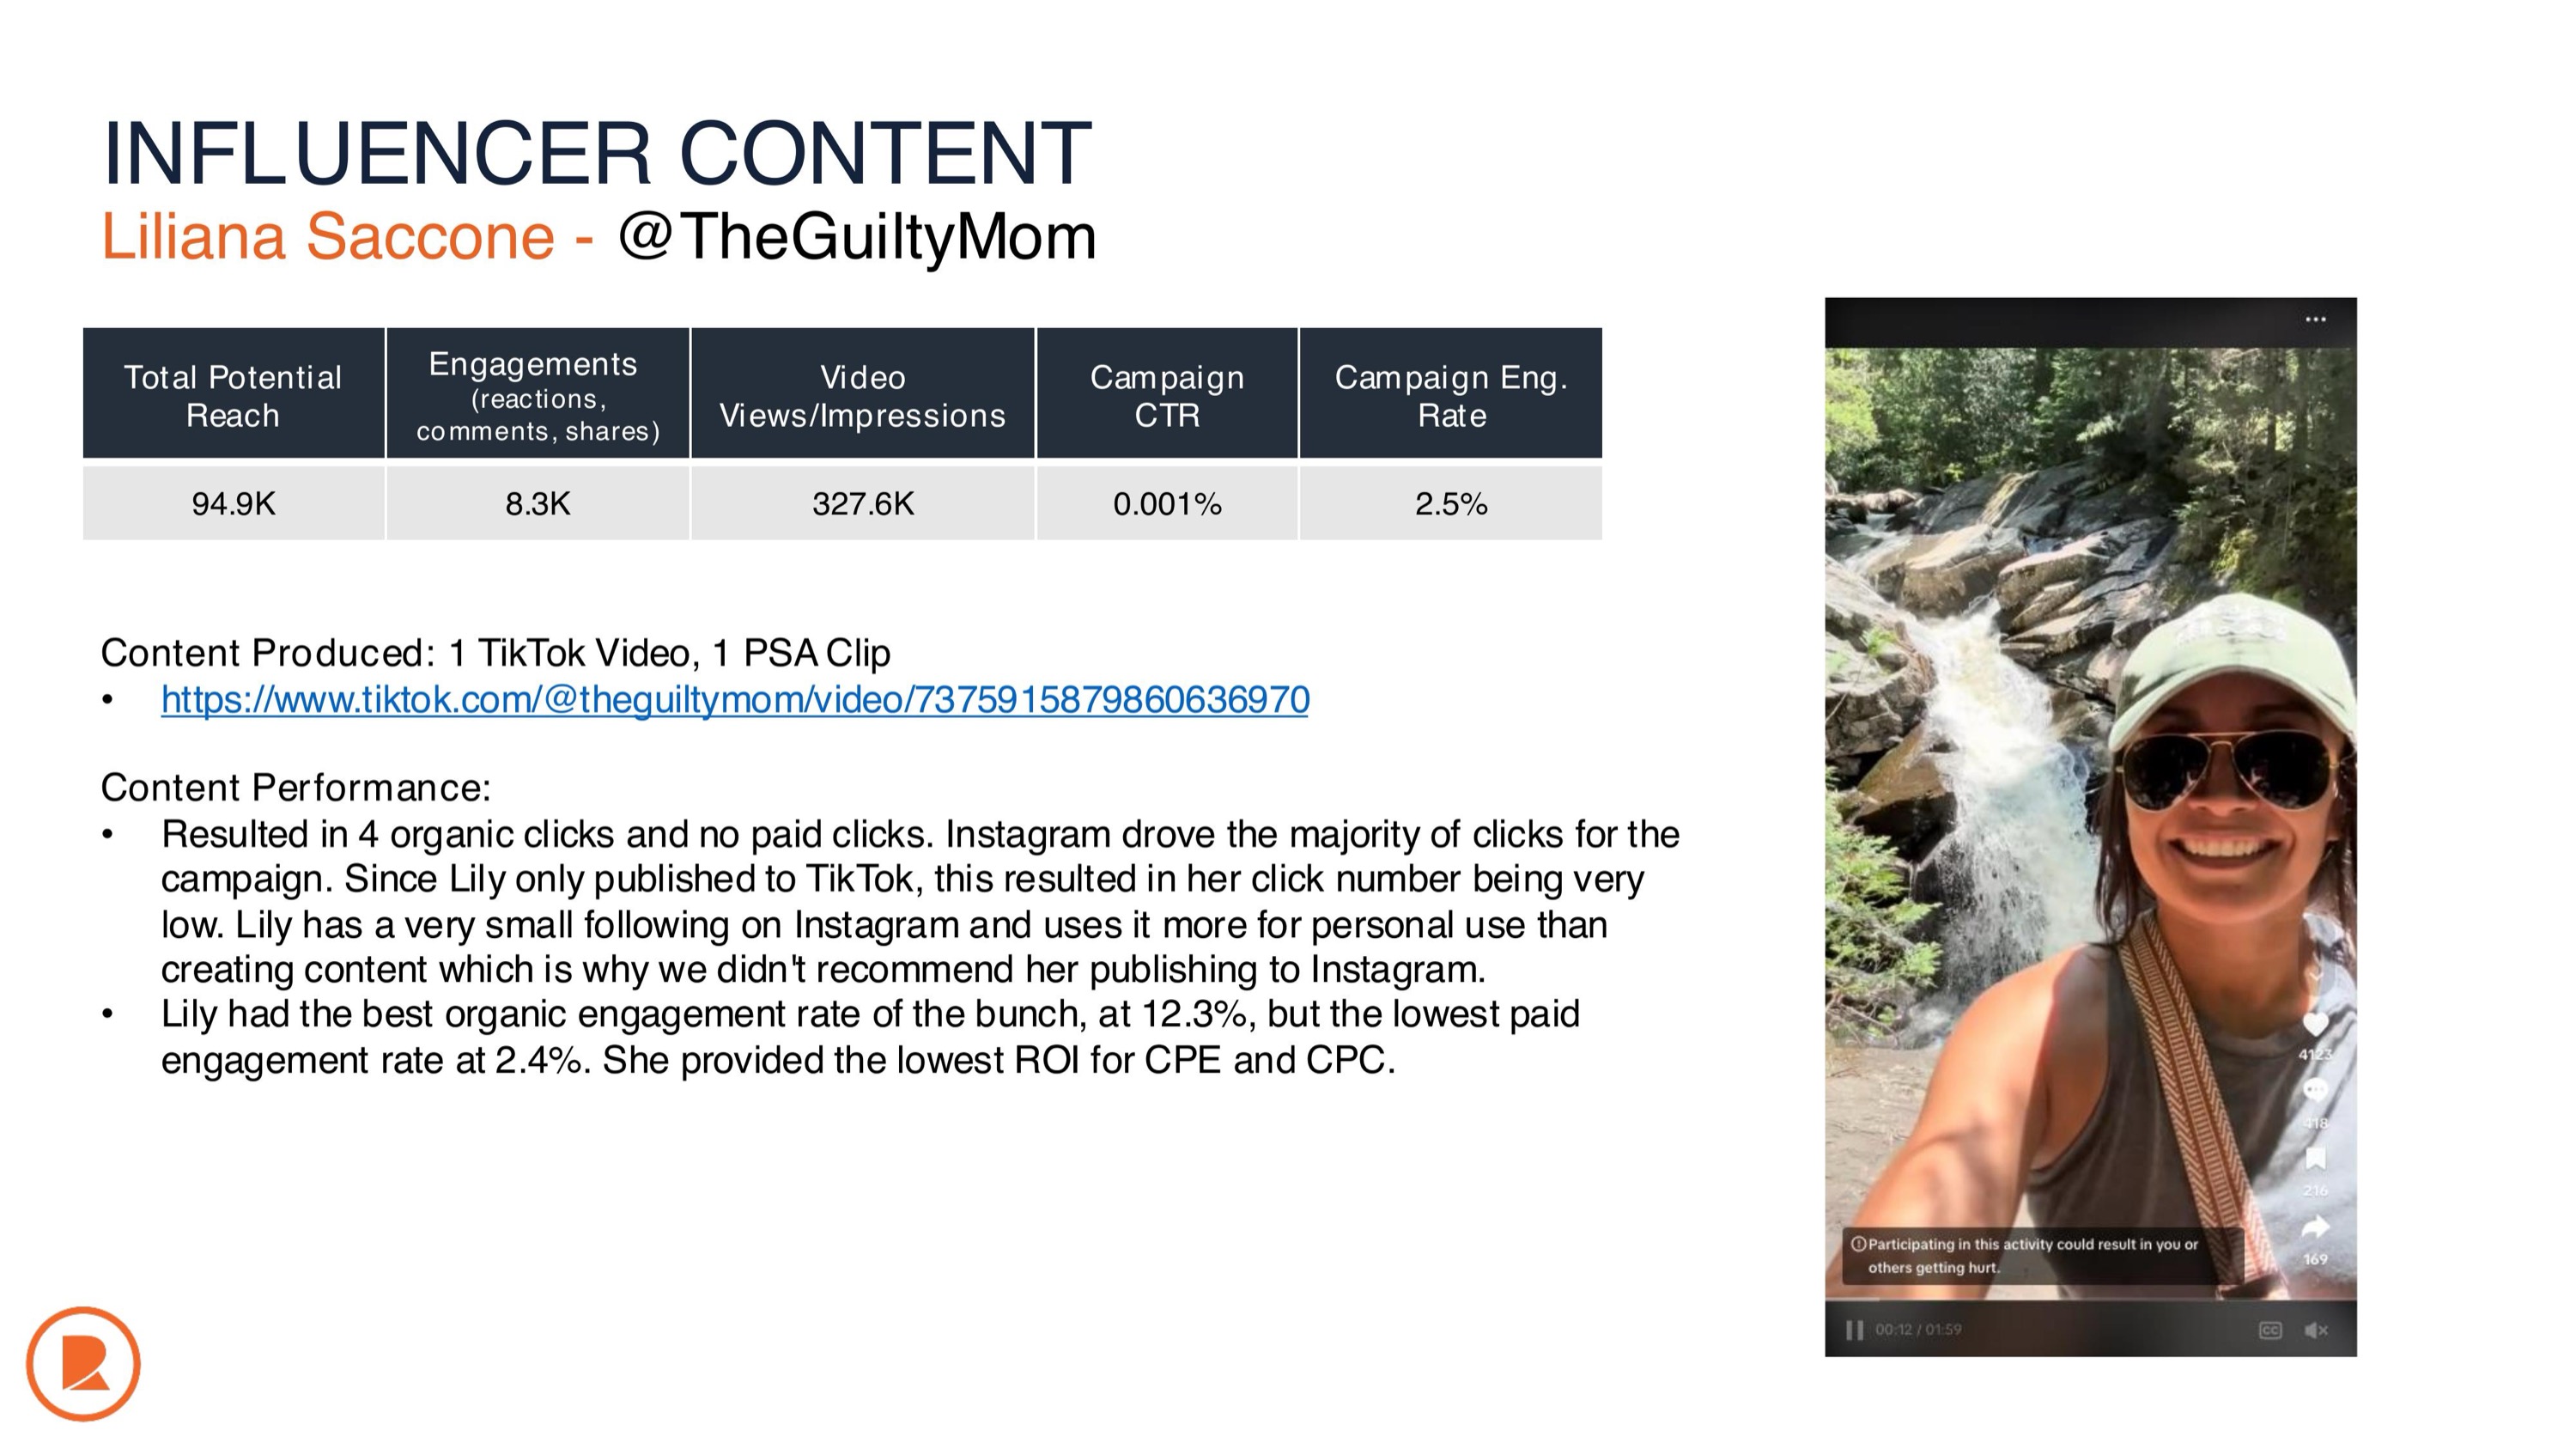 INFLUENCER CONTENT
Liliana Saccone - @TheGuiltyMom
Total Potential
Reach
Engagements
(reactions,
comments, shares)
Video
Views/Impressions
Campaign
CTR
Campaign Eng.
Rate
94.9K
8.3K
327.6K
0.001%
2.5%
Content Produced: 1 TikTok Video, 1 PSA Clip
• https://www.tiktok.com/@theguiltymom/video/7375915879860636970
Content Performance:
• Resulted in 4 organic clicks and no paid clicks. Instagram drove the majority of clicks for the
campaign. Since Lily only published to TikTok, this resulted in her click number being very
low. Lily has a very small following on Instagram and uses it more for personal use than
creating content which is why we didn't recommend her publishing to Instagram.
• Lily had the best organic engagement rate of the bunch, at 12.3%, but the lowest paid
engagement rate at 2.4%. She provided the lowest ROI for CPE and CPC.
4123
418
216
169
Participating in this activity could result in you or
others getting hurt.
00:12 / 01:59
CC
R